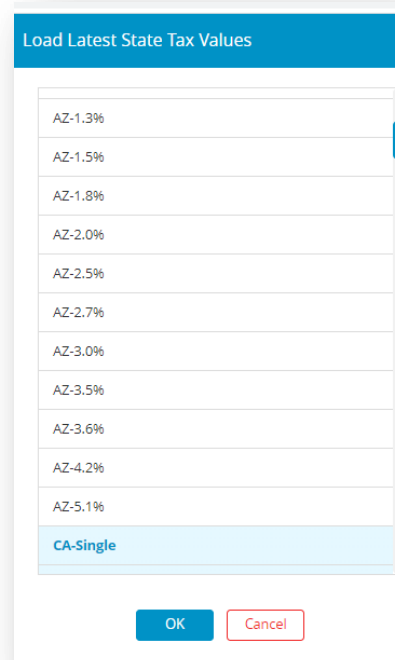 Load Latest State Tax Values
AZ-1.3%
AZ-1.5%
AZ-1.8%
AZ-2.0%
AZ-2.5%
AZ-2.7%
AZ-3.0%
AZ-3.5%
AZ-3.6%
AZ-4.2%
AZ-5.1%
CA-Single
OK
Cancel